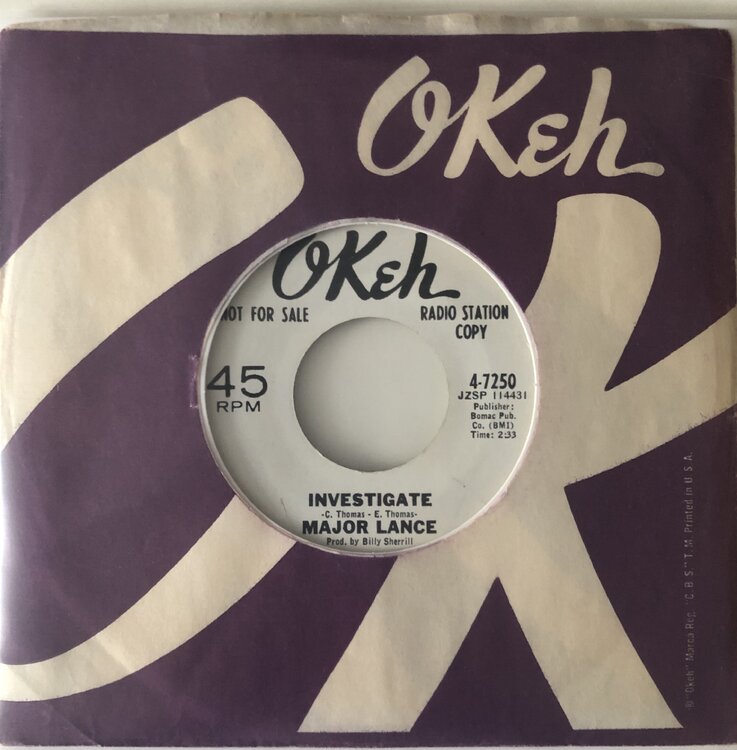 OKeh
OKeh
NOT FOR SALE
RADIO STATION
COPY
45
RPM
4-7250
JZSP 114431
Publisher:
Bomac Pub.
Co. (BMI)
Time: 2:33
INVESTIGATE
-C. Thomas - E. Thomas-
MAJOR LANCE
Prod. by Billy Sherrill
® "Okeh" Marca Reg. "C B S" T. M. Printed in U.S.A.